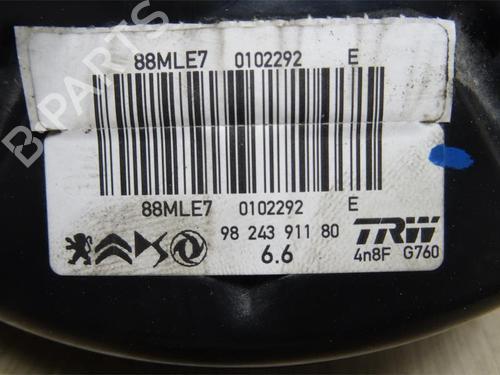 88MLE7 0102292 E
88MLE7 0102292 E
98 243 911 80
6.6
TRW
4n8F G760
B PARTS